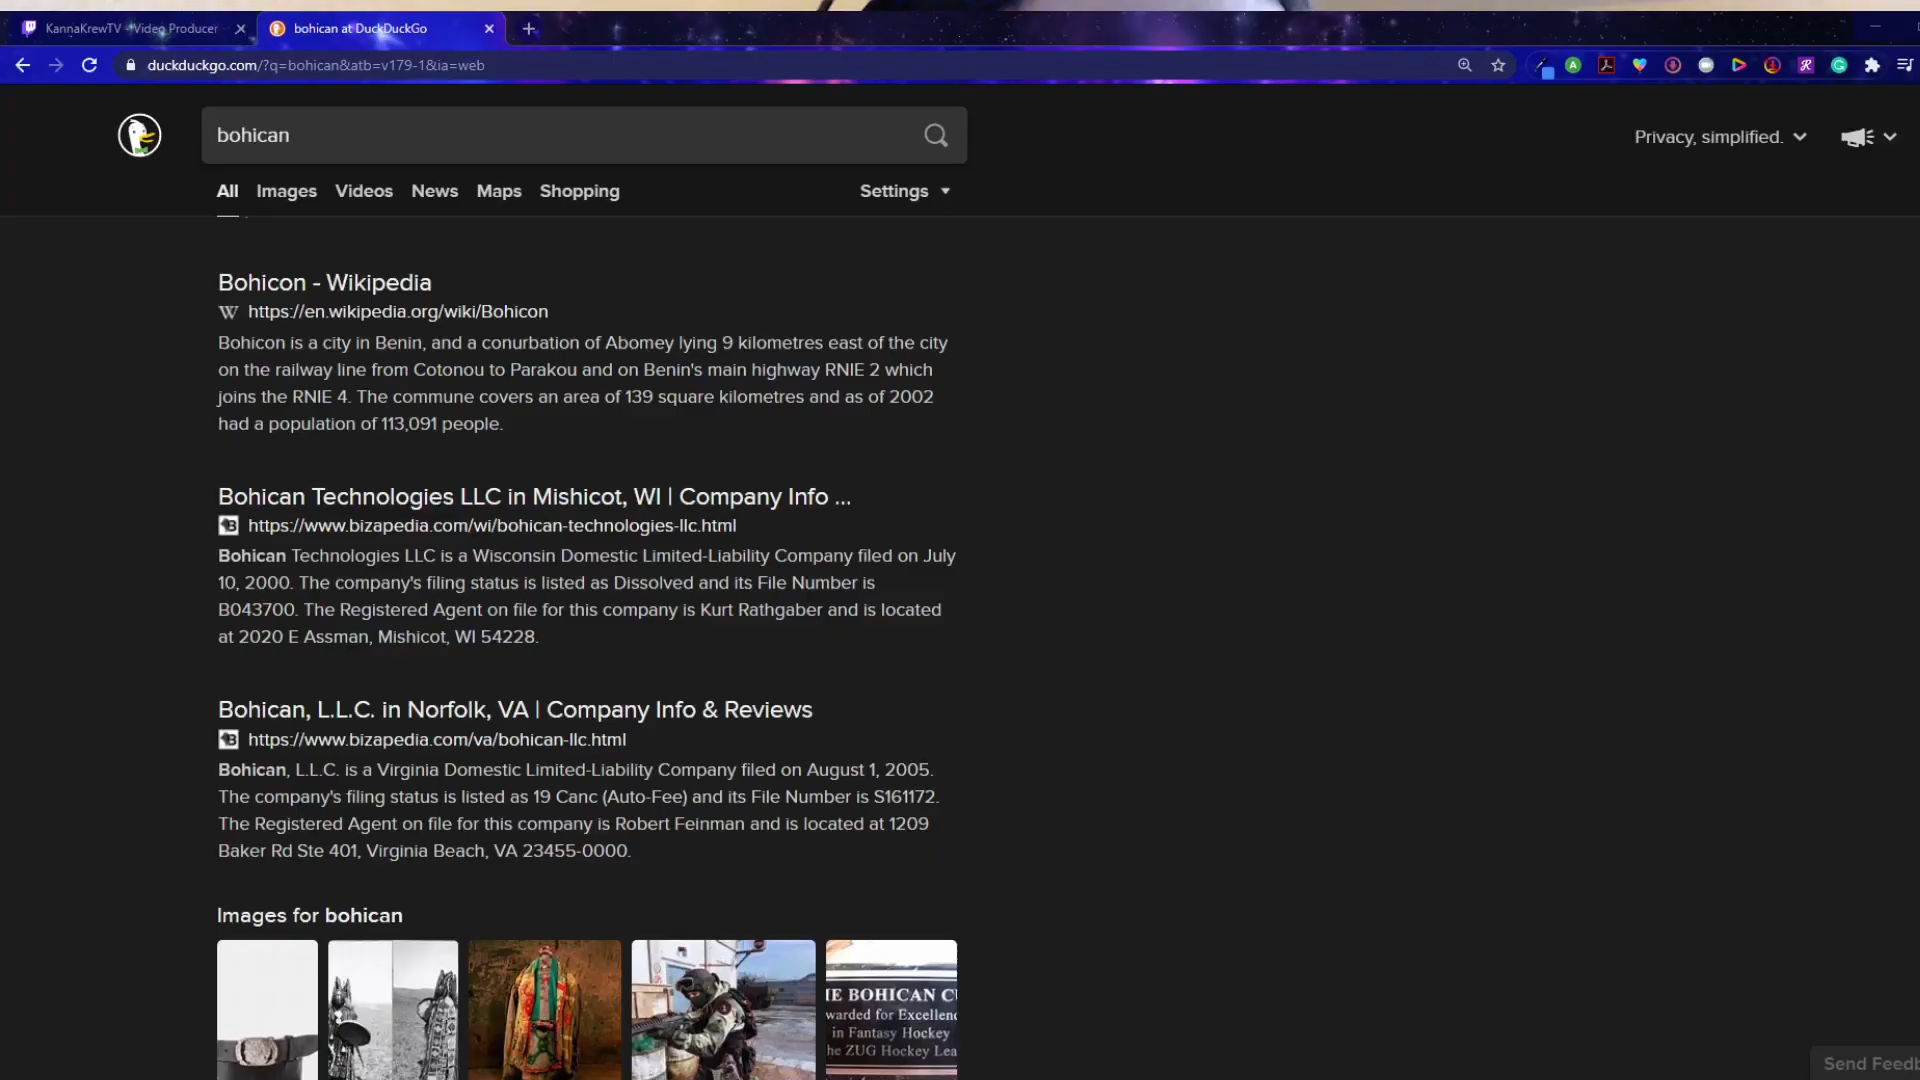 KannaKrewTV - Video Producer
bohican at DuckDuckGo
duckduckgo.com/?q=bohican&atb=v179-1&ia=web
bohican
Privacy, simplified.
All Images Videos News Maps Shopping Settings
Bohicon - Wikipedia
https://en.wikipedia.org/wiki/Bohicon
Bohicon is a city in Benin, and a conurbation of Abomey lying 9 kilometres east of the city
on the railway line from Cotonou to Parakou and on Benin's main highway RNIE 2 which
joins the RNIE 4. The commune covers an area of 139 square kilometres and as of 2002
had a population of 113,091 people.
Bohican Technologies LLC in Mishicot, WI | Company Info ...
https://www.bizapedia.com/wi/bohican-technologies-llc.html
Bohican Technologies LLC is a Wisconsin Domestic Limited-Liability Company filed on July
10, 2000. The company's filing status is listed as Dissolved and its File Number is
B043700. The Registered Agent on file for this company is Kurt Rathgaber and is located
at 2020 E Assman, Mishicot, WI 54228.
Bohican, L.L.C. in Norfolk, VA | Company Info & Reviews
https://www.bizapedia.com/va/bohican-llc.html
Bohican, L.L.C. is a Virginia Domestic Limited-Liability Company filed on August 1, 2005.
The company's filing status is listed as 19 Canc (Auto-Fee) and its File Number is S161172.
The Registered Agent on file for this company is Robert Feinman and is located at 1209
Baker Rd Ste 401, Virginia Beach, VA 23455-0000.
Images for bohican
IE BOHICAN CU
warded for Excellenc
in Fantasy Hockey
he ZUG Hockey Lea
Send Feedb